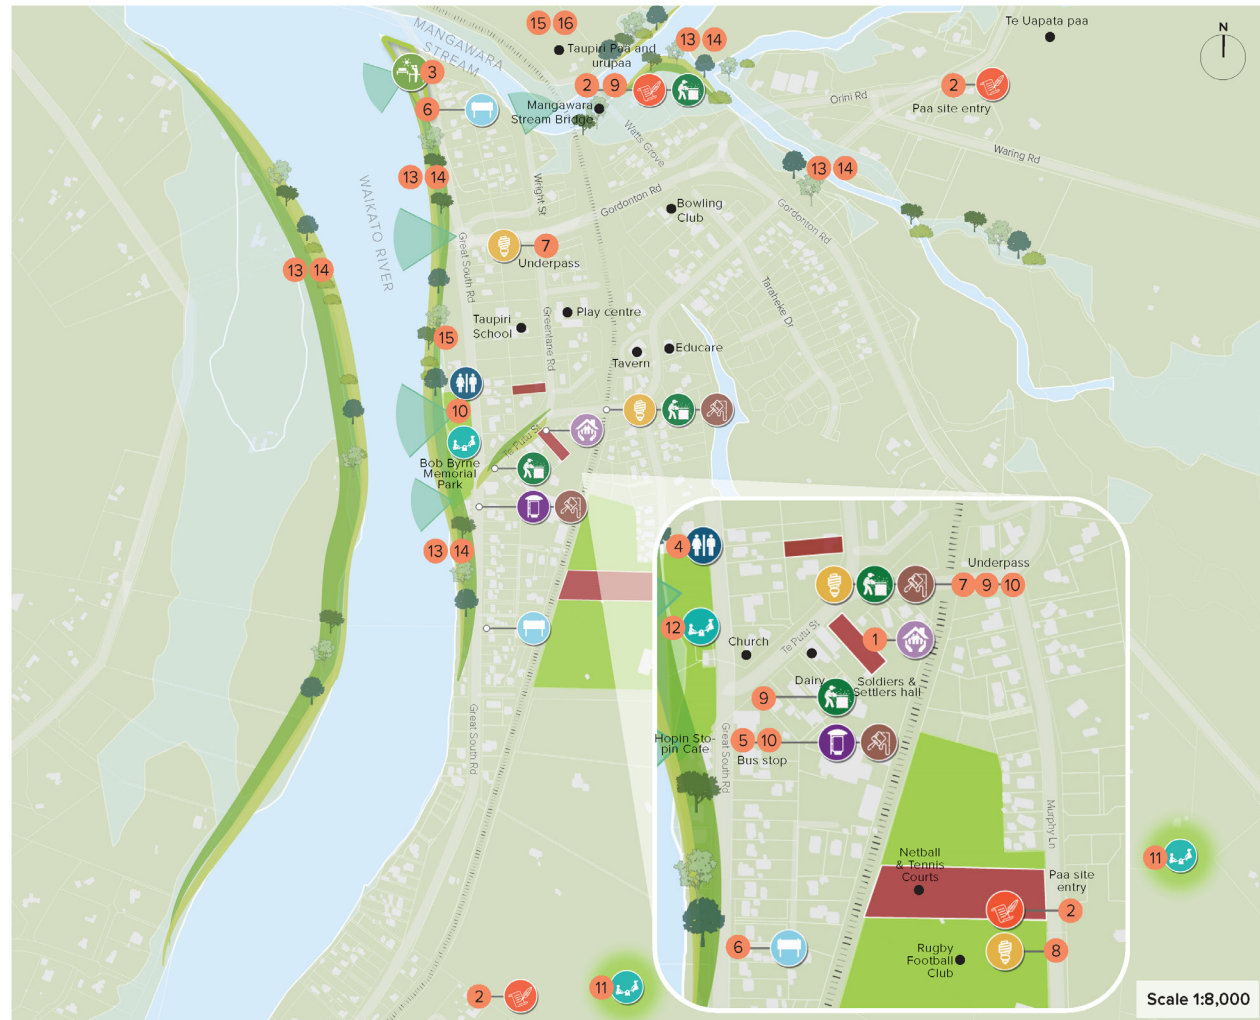 15 16
Taupiri Paa and
urupaa
13 14
Te Uapata paa
N
MANGAWARA
STREAM
3
6
2 9
Mangawara
Stream Bridge
Watts Grove
Orini Rd
2
Paa site entry
Waring Rd
13 14
13 14
WAIKATO RIVER
Wright St
Gordonton Rd
Bowling
Club
Gordonton Rd
13 14
Great South Rd
7
Underpass
Taraheke Dr
15
Taupiri
School
Play centre
Greenlane Rd
Tavern
Educare
10
Te Putu St
Bob Byrne
Memorial
Park
13 14
Great South Rd
4
Underpass
7 9 10
12
Church
Te Putu St
1
Dairy
Soldiers &
Settlers hall
9
Hopin Sto-
pin Cafe
Great South Rd
5 10
Bus stop
Murphy Ln
Netball
& Tennis
Courts
Paa site
entry
2
6
Rugby
Football
Club
8
11
2
11
Scale 1:8,000